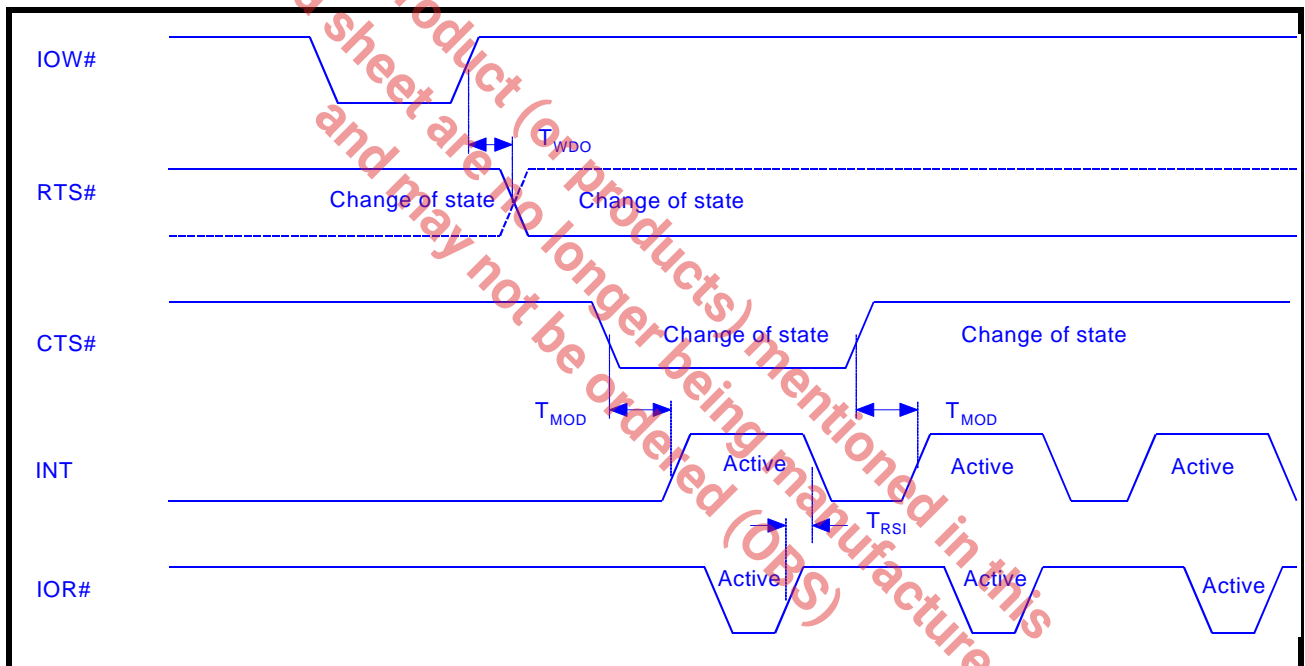 IOW#
T_WDO
RTS#
Change of state Change of state
CTS#
Change of state Change of state
T_MOD T_MOD
INT
Active Active Active
T_RSI
IOR#
Active Active Active
product (or products) mentioned in this
sheet are no longer being manufacture
and may not be ordered (OBS)